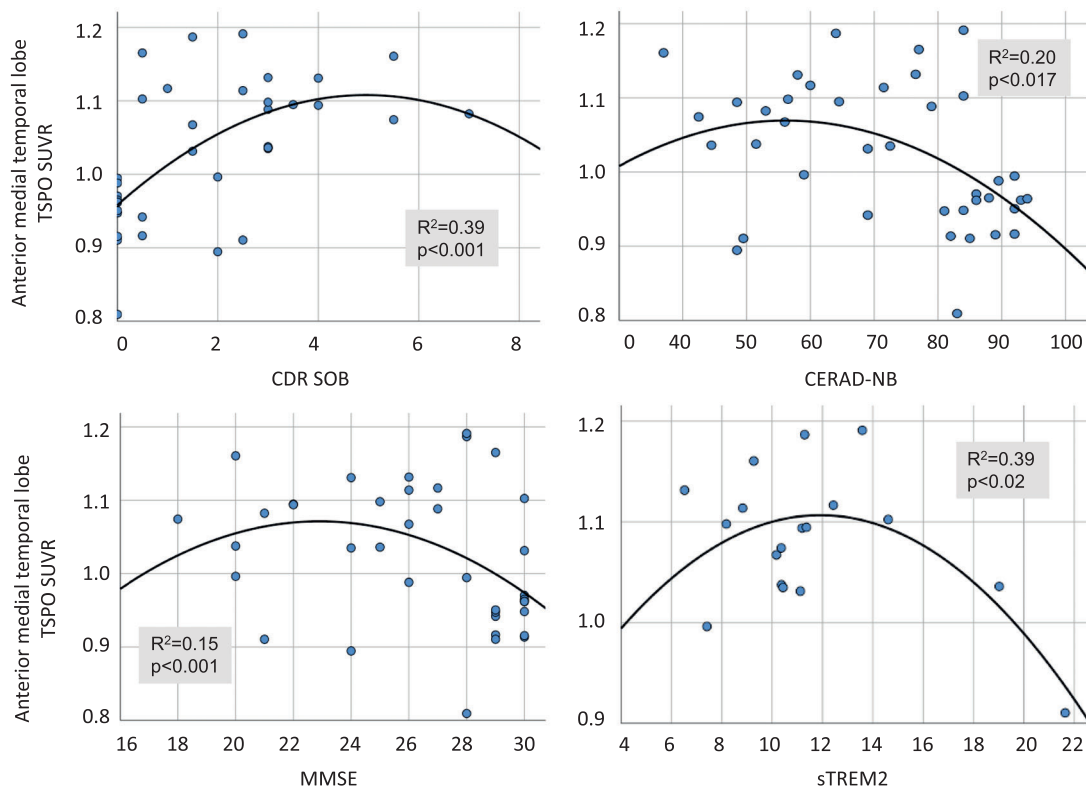 Anterior medial temporal lobe
TSPO SUVR
1.2
1.1
1.0
0.9
0.8
R²=0.39
p<0.001
0 2 4 6 8
CDR SOB
1.2
1.1
1.0
0.9
0.8
R²=0.20
p<0.017
0 40 50 60 70 80 90 100
CERAD-NB
Anterior medial temporal lobe
TSPO SUVR
1.2
1.1
1.0
0.9
0.8
R²=0.15
p<0.001
16 18 20 22 24 26 28 30
MMSE
1.2
1.1
1.0
0.9
R²=0.39
p<0.02
4 6 8 10 12 14 16 18 20 22
sTREM2